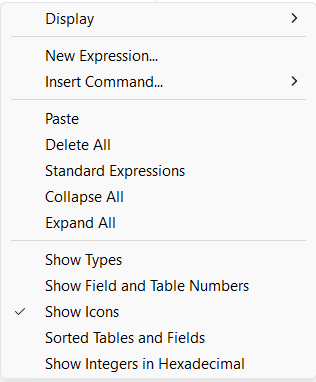 Display
New Expression...
Insert Command...
Paste
Delete All
Standard Expressions
Collapse All
Expand All
Show Types
Show Field and Table Numbers
Show Icons
Sorted Tables and Fields
Show Integers in Hexadecimal